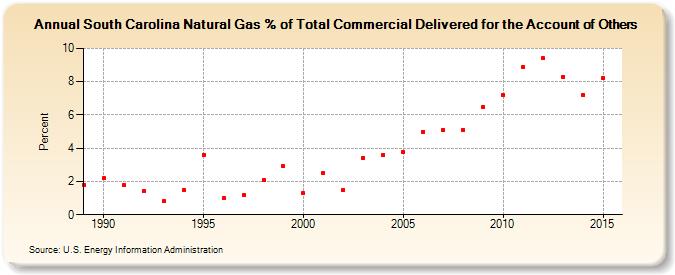 Annual South Carolina Natural Gas % of Total Commercial Delivered for the Account of Others
Percent
10
8
6
4
2
0
1990 1995 2000 2005 2010 2015
Source: U.S. Energy Information Administration